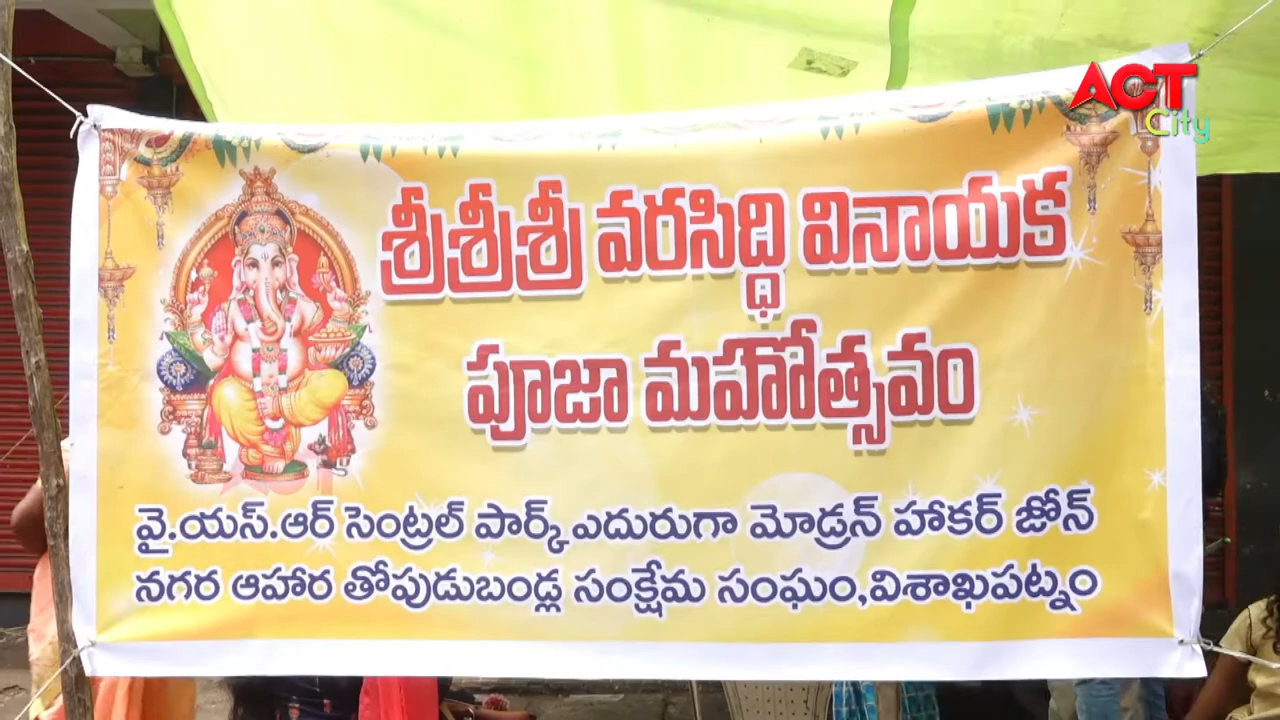 ACT
City
శ్రీశ్రీశ్రీ వరసిద్ధి వినాయక
పూజా మహోత్సవం
వై.యస్.ఆర్ సెంట్రల్ పార్క్ ఎదురుగా మోడ్రన్ హాకర్ జోన్
నగర ఆహార తోపుడుబండ్ల సంక్షేమ సంఘం,విశాఖపట్నం